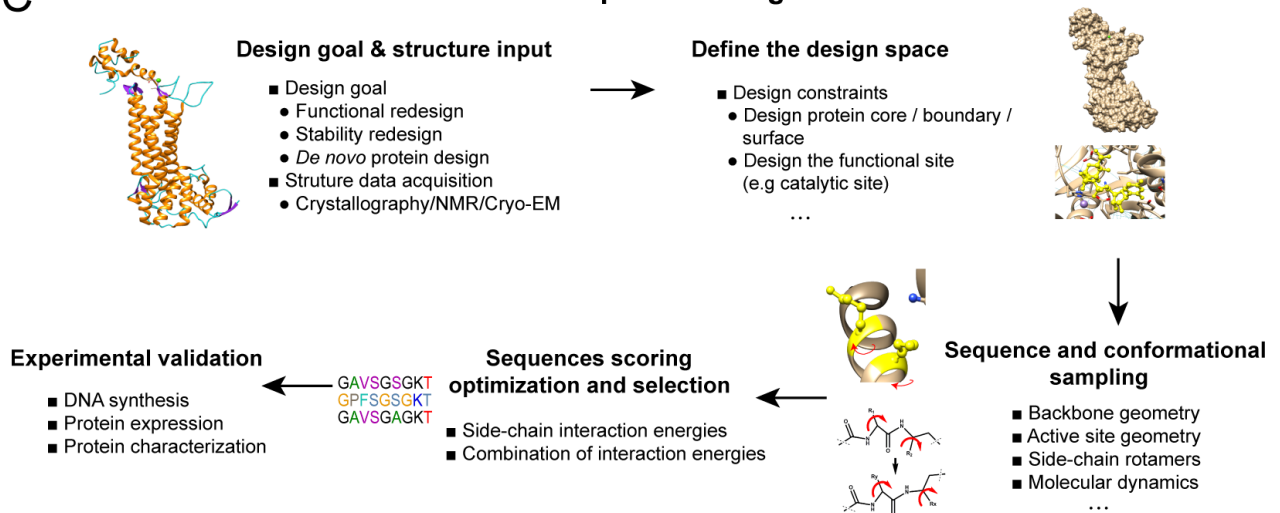 C
Design goal & structure input
■ Design goal
● Functional redesign
● Stability redesign
● De novo protein design
■ Struture data acquisition
● Crystallography/NMR/Cryo-EM
Define the design space
■ Design constraints
● Design protein core / boundary /
surface
● Design the functional site
(e.g catalytic site)
...
Sequence and conformational
sampling
■ Backbone geometry
■ Active site geometry
■ Side-chain rotamers
■ Molecular dynamics
...
R₁
O
N
H
O
H
N
R₂
Ry
O
N
H
H
N
Rx
Sequences scoring
optimization and selection
■ Side-chain interaction energies
■ Combination of interaction energies
GAVSGSGKT
GPFSGSGKT
GAVSGAGKT
Experimental validation
■ DNA synthesis
■ Protein expression
■ Protein characterization